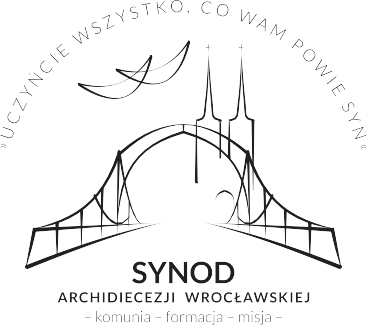 »UCZYŃCIE WSZYSTKO, CO WAM POWIE SYN«
SYNOD
ARCHIDIECEZJI WROCŁAWSKIEJ
– komunia – formacja – misja –